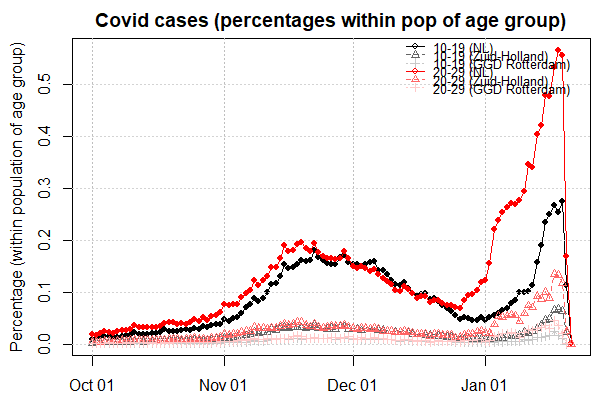 Covid cases (percentages within pop of age group)
10-19 (NL)
10-19 (Zuid-Holland)
10-19 (GGD Rotterdam)
20-29 (NL)
20-29 (Zuid-Holland)
20-29 (GGD Rotterdam)
Percentage (within population of age group)
0.5
0.4
0.3
0.2
0.1
0.0
Oct 01 Nov 01 Dec 01 Jan 01